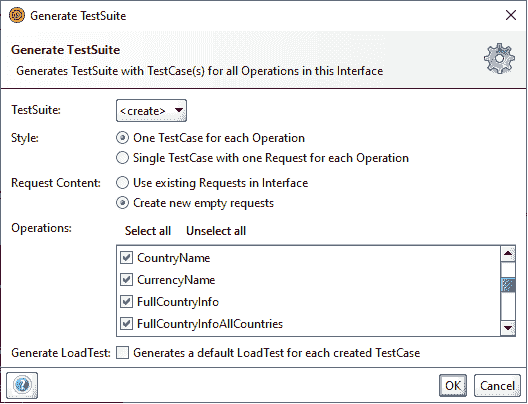 Generate TestSuite
Generate TestSuite
Generates TestSuite with TestCase(s) for all Operations in this Interface
TestSuite: <create>
Style: One TestCase for each Operation
Single TestCase with one Request for each Operation
Request Content: Use existing Requests in Interface
Create new empty requests
Operations: Select all Unselect all
CountryName
CurrencyName
FullCountryInfo
FullCountryInfoAllCountries
Generate LoadTest: Generates a default LoadTest for each created TestCase
? OK Cancel